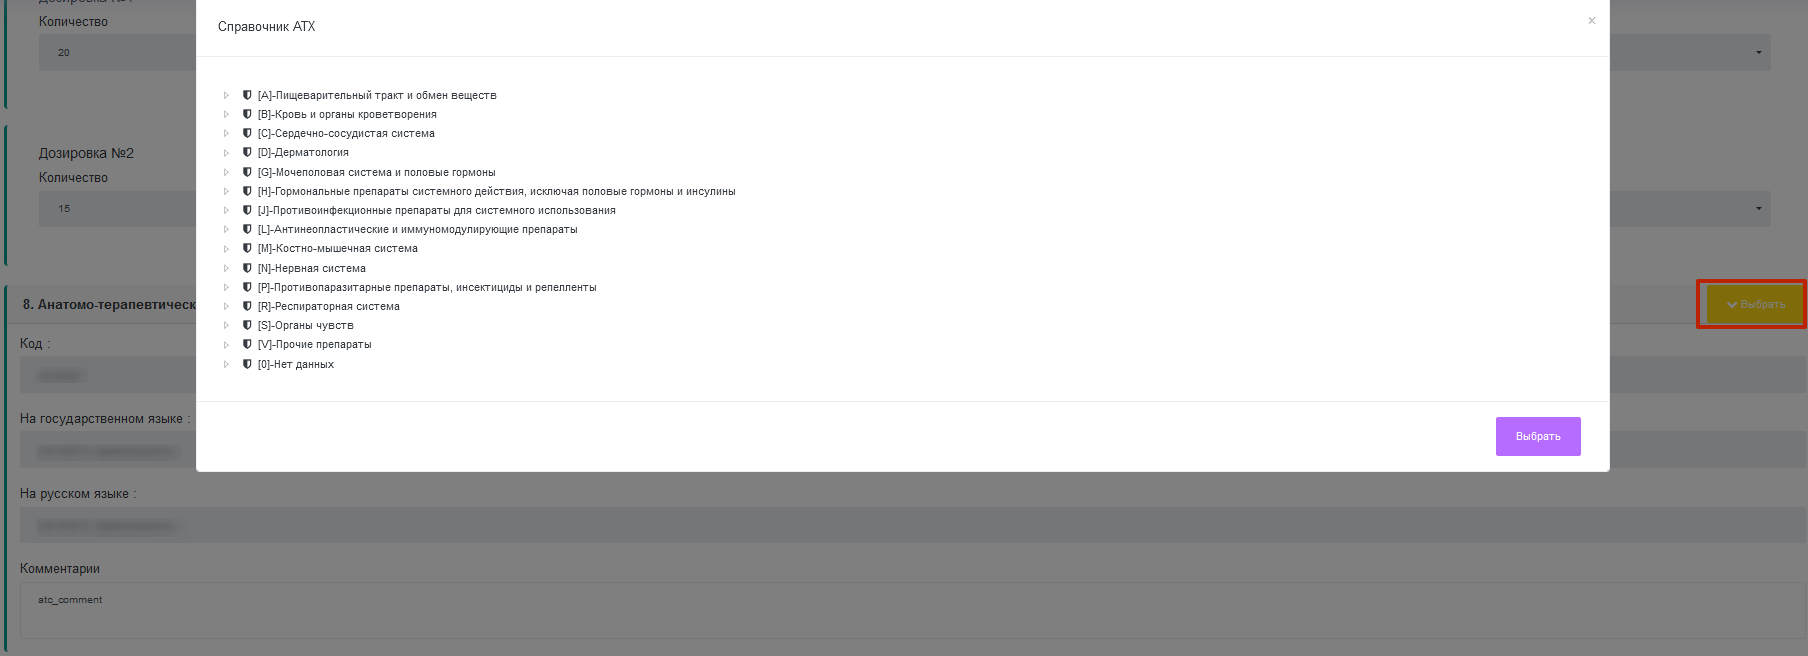 Дозировка №1
Количество
20
Справочник АТХ
×
[A]-Пищеварительный тракт и обмен веществ
[B]-Кровь и органы кроветворения
[C]-Сердечно-сосудистая система
[D]-Дерматология
[G]-Мочеполовая система и половые гормоны
[H]-Гормональные препараты системного действия, исключая половые гормоны и инсулины
[J]-Противоинфекционные препараты для системного использования
[L]-Антинеопластические и иммуномодулирующие препараты
[M]-Костно-мышечная система
[N]-Нервная система
[P]-Противопаразитарные препараты, инсектициды и репелленты
[R]-Респираторная система
[S]-Органы чувств
[V]-Прочие препараты
[0]-Нет данных
Выбрать
Дозировка №2
Количество
15
8. Анатомо-терапевтическ
Выбрать
Код :
На государственном языке :
На русском языке :
Комментарии
atc_comment